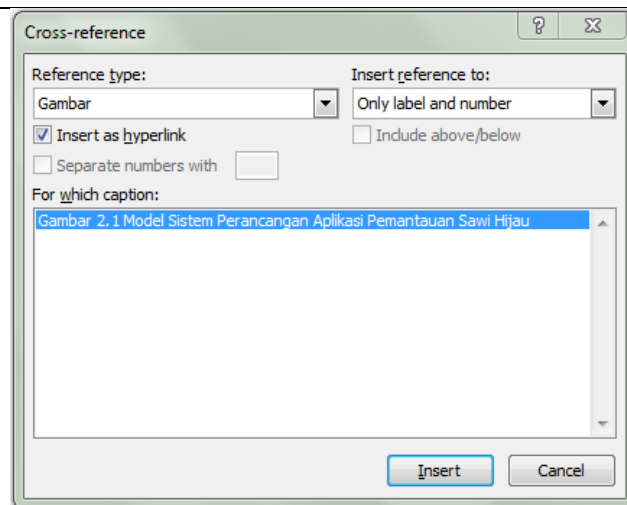 Cross-reference
Reference type:
Insert reference to:
Gambar
Only label and number
Insert as hyperlink
Include above/below
Separate numbers with
For which caption:
Gambar 2. 1 Model Sistem Perancangan Aplikasi Pemantauan Sawi Hijau
Insert
Cancel